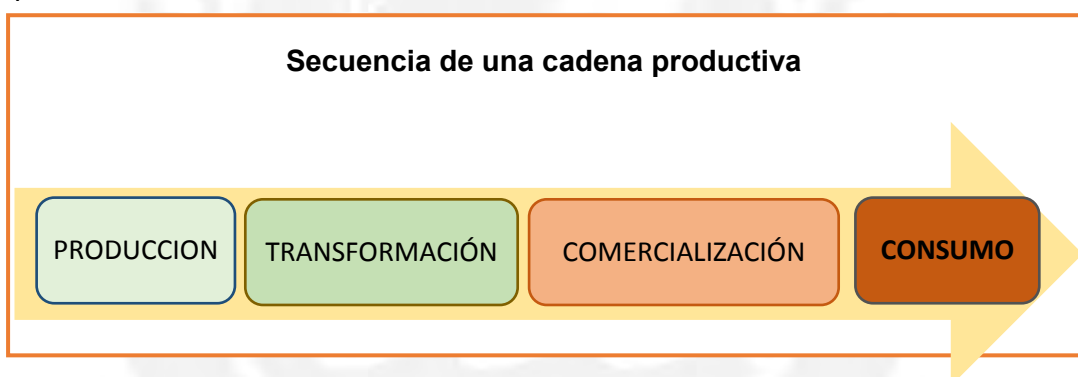 Secuencia de una cadena productiva
PRODUCCION
TRANSFORMACIÓN
COMERCIALIZACIÓN
CONSUMO